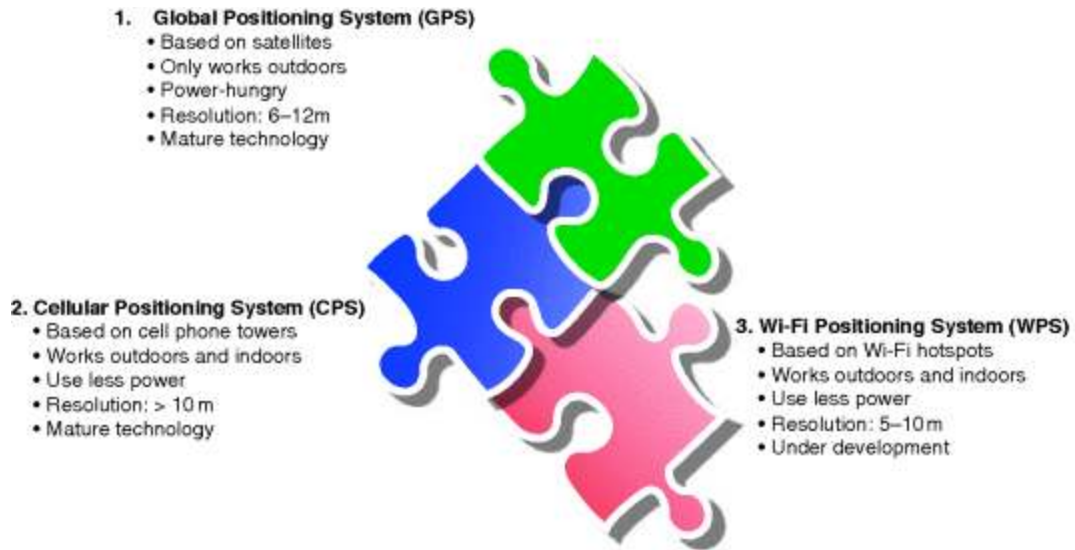 1. Global Positioning System (GPS)
• Based on satellites
• Only works outdoors
• Power-hungry
• Resolution: 6–12m
• Mature technology
2. Cellular Positioning System (CPS)
• Based on cell phone towers
• Works outdoors and indoors
• Use less power
• Resolution: > 10 m
• Mature technology
3. Wi-Fi Positioning System (WPS)
• Based on Wi-Fi hotspots
• Works outdoors and indoors
• Use less power
• Resolution: 5–10m
• Under development